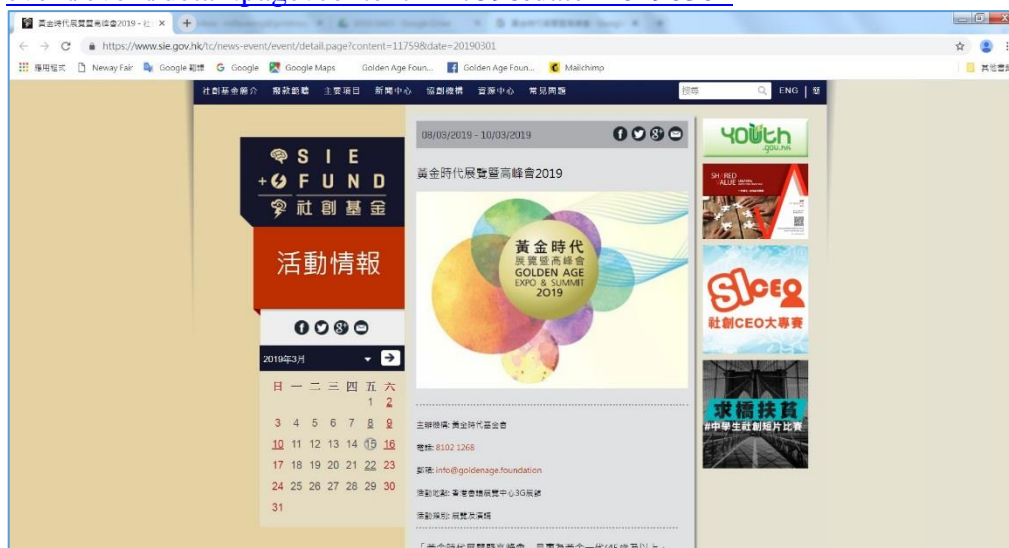 黃金時代展覽暨高峰會2019 - 社
https://www.sie.gov.hk/tc/news-event/event/detail.page?content=11759&date=20190301
應用程式 Neway Fair Google 翻譯 Google Google Maps Golden Age Foun... Golden Age Foun... Mailchimp 其他書
社創基金簡介 撥款範疇 主要項目 新聞中心 協創機構 資源中心 常見問題 搜尋 ENG | 簡
SIE
+ FUND
社創基金
活動情報
2019年3月
日 一 二 三 四 五 六
1 2
3 4 5 6 7 8 9
10 11 12 13 14 15 16
17 18 19 20 21 22 23
24 25 26 27 28 29 30
31
08/03/2019 - 10/03/2019
黃金時代展覽暨高峰會2019
黃金時代
展覽暨高峰會
GOLDEN AGE
EXPO & SUMMIT
2019
主辦機構: 黃金時代基金會
電話: 8102 1268
郵箱: info@goldenage.foundation
活動地點: 香港會議展覽中心3G展館
活動類別: 展覽及演講
YOUth
.gov.hk
SHARED
VALUE
SICEO
社創CEO大專賽
求橋扶貧
#中學生社創短片比賽